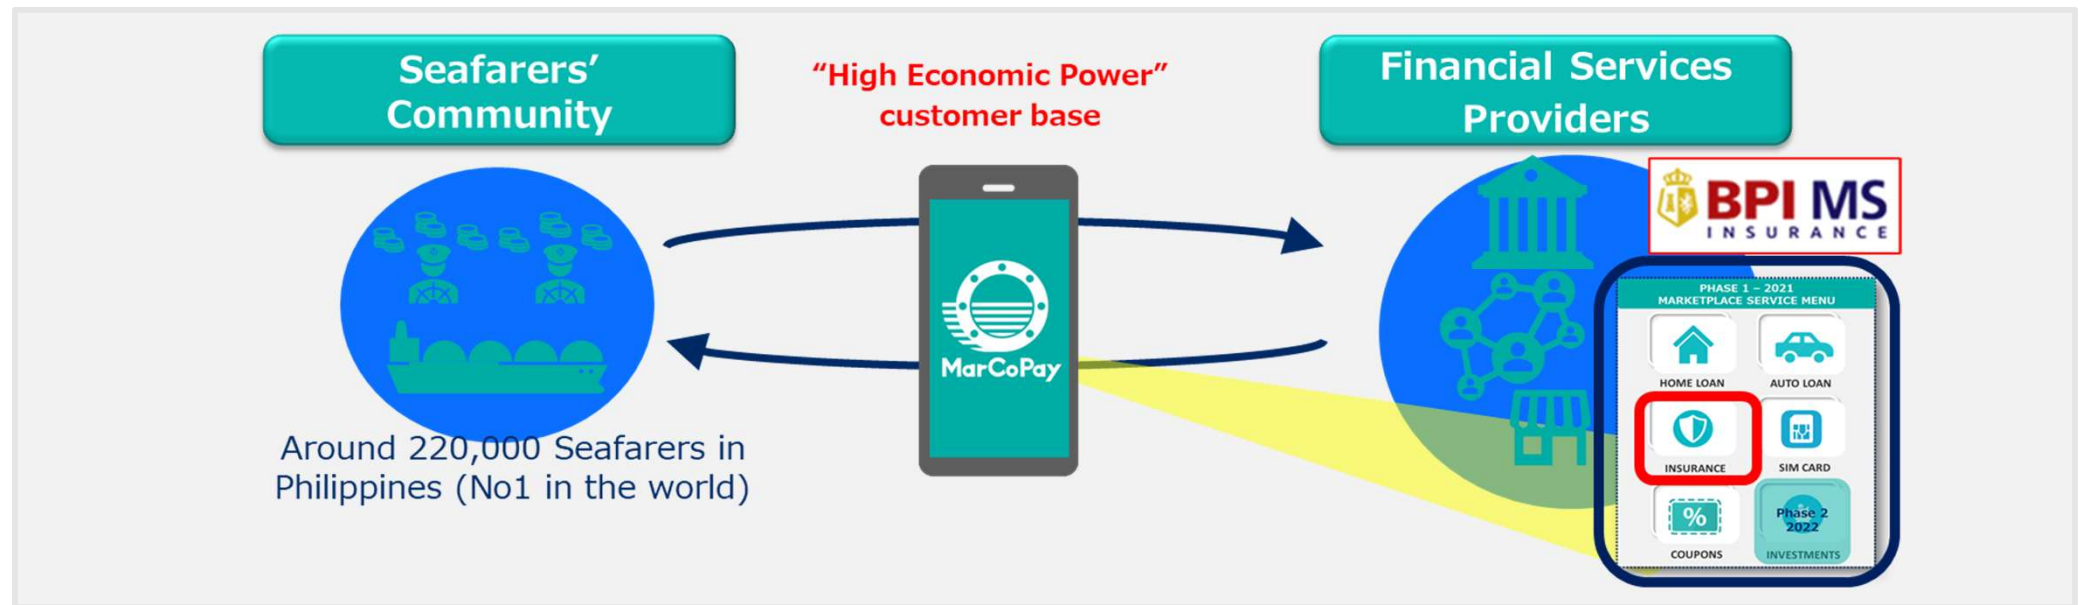 Seafarers’
Community
“High Economic Power”
customer base
Financial Services
Providers
BPI MS
INSURANCE
MarCoPay
PHASE 1 – 2021
MARKETPLACE SERVICE MENU
HOME LOAN
AUTO LOAN
INSURANCE
SIM CARD
%
Phase 2
2022
COUPONS
INVESTMENTS
Around 220,000 Seafarers in
Philippines (No1 in the world)